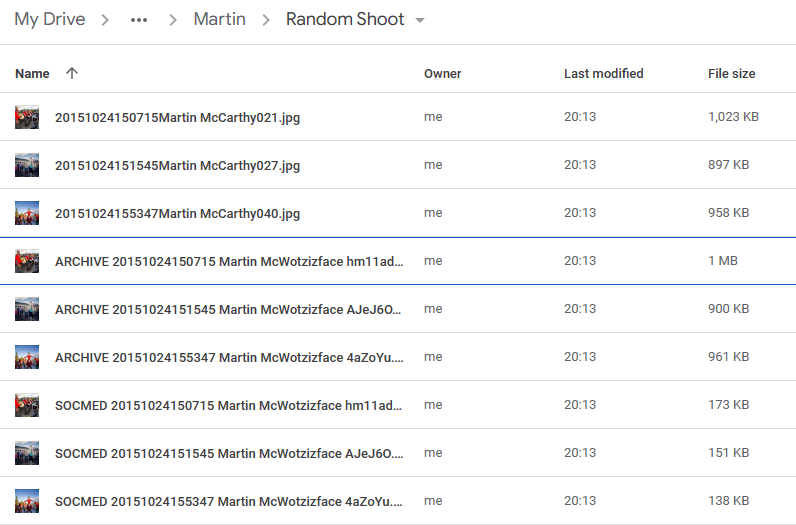 My Drive > ••• > Martin > Random Shoot
Name Owner Last modified File size
20151024150715Martin McCarthy021.jpg me 20:13 1,023 KB
20151024151545Martin McCarthy027.jpg me 20:13 897 KB
20151024155347Martin McCarthy040.jpg me 20:13 958 KB
ARCHIVE 20151024150715 Martin McWotzizface hm11ad... me 20:13 1 MB
ARCHIVE 20151024151545 Martin McWotzizface AJeJ6O... me 20:13 900 KB
ARCHIVE 20151024155347 Martin McWotzizface 4aZoYu.... me 20:13 961 KB
SOCMED 20151024150715 Martin McWotzizface hm11ad... me 20:13 173 KB
SOCMED 20151024151545 Martin McWotzizface AJeJ6O.... me 20:13 151 KB
SOCMED 20151024155347 Martin McWotzizface 4aZoYu.... me 20:13 138 KB